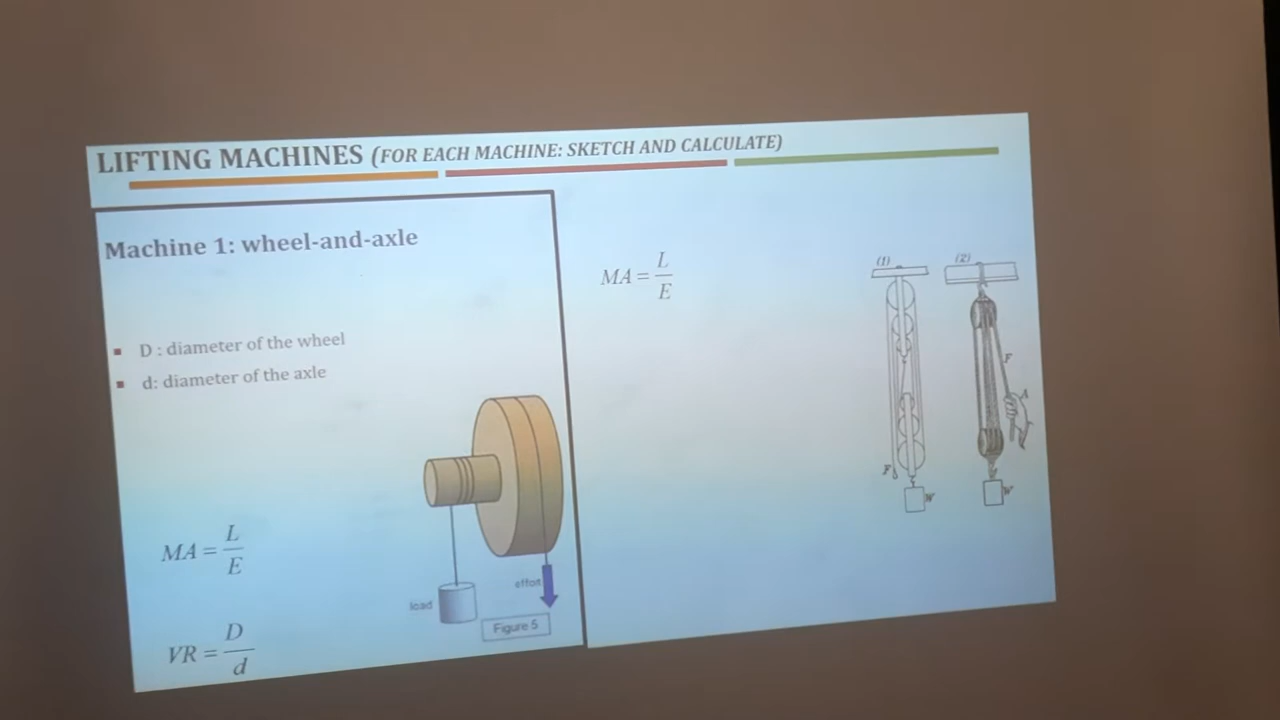 LIFTING MACHINES (FOR EACH MACHINE: SKETCH AND CALCULATE)
Machine 1: wheel-and-axle
▪ D : diameter of the wheel
▪ d: diameter of the axle
MA = L/E
VR = D/d
load
effort
Figure 5
MA = L/E
(1)
(2)
F
F
W
W